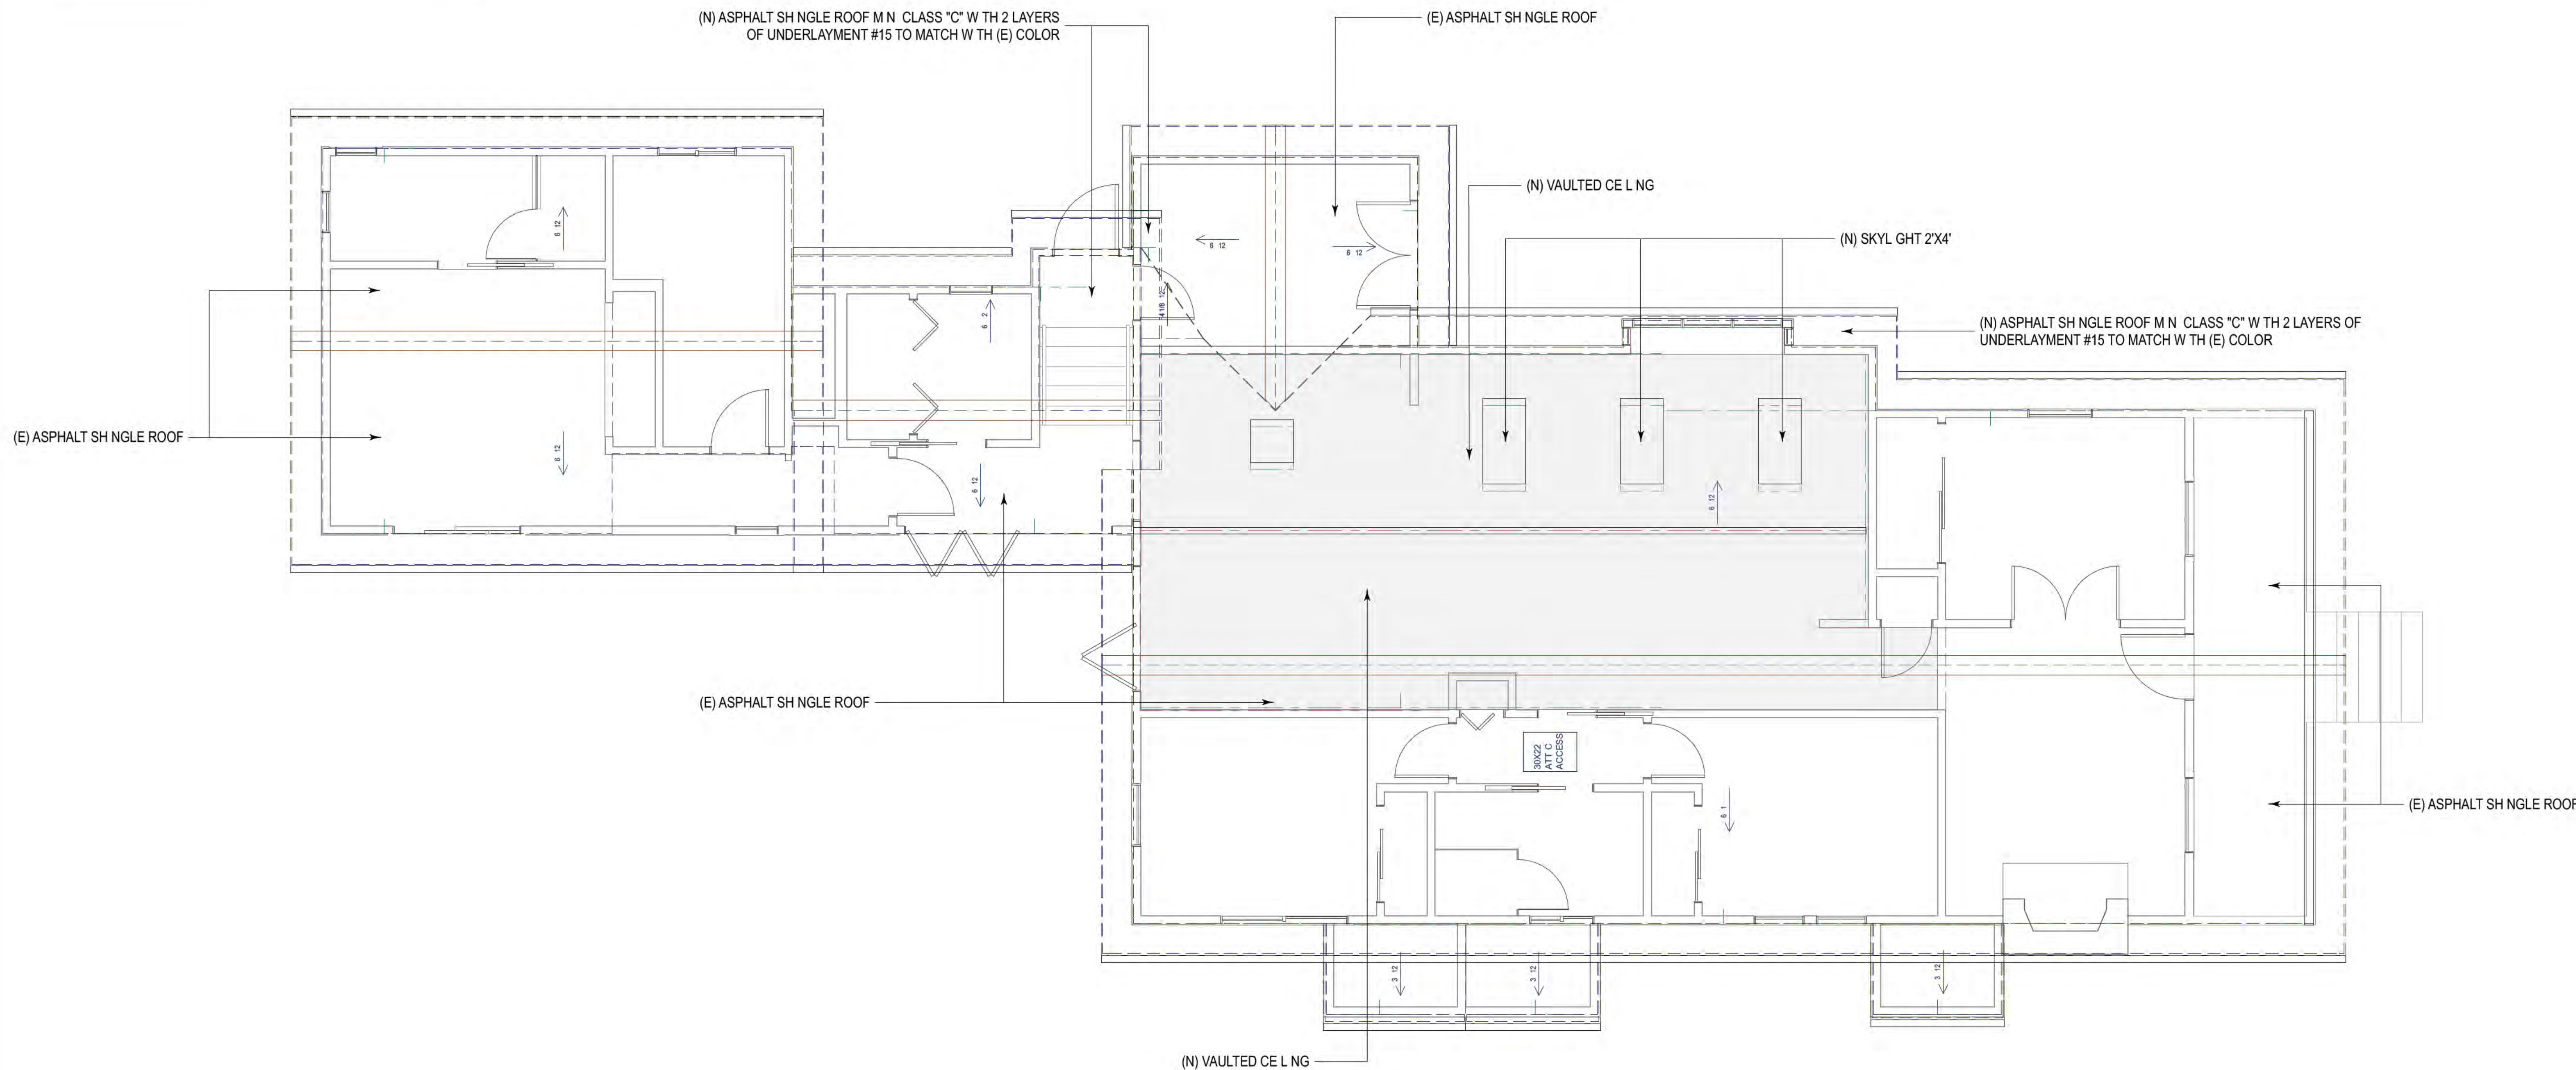 (N) ASPHALT SH NGLE ROOF M N CLASS "C" W TH 2 LAYERS
OF UNDERLAYMENT #15 TO MATCH W TH (E) COLOR
(E) ASPHALT SH NGLE ROOF
(N) VAULTED CE L NG
(N) SKYL GHT 2'X4'
(N) ASPHALT SH NGLE ROOF M N CLASS "C" W TH 2 LAYERS OF
UNDERLAYMENT #15 TO MATCH W TH (E) COLOR
6 12
6 12
6 12
6 2
(E) ASPHALT SH NGLE ROOF
6 12
6 12
6 12
(E) ASPHALT SH NGLE ROOF
30X22
ATT C
ACCESS
6 1
(E) ASPHALT SH NGLE ROOF
3 12
3 12
3 12
(N) VAULTED CE L NG